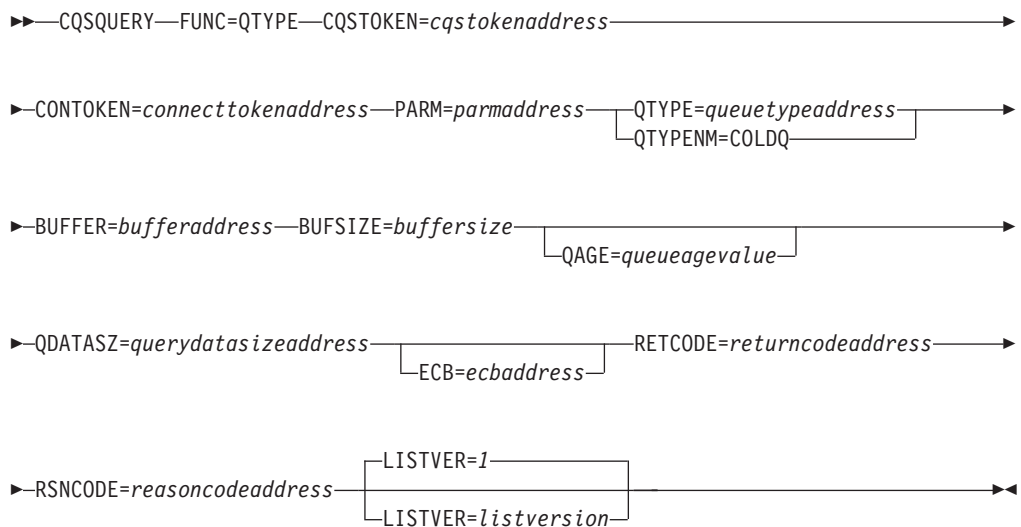 CQSQUERY FUNC=QTYPE CQSTOKEN=cqstokenaddress
CONTOKEN=connecttokenaddress PARM=parmaddress QTYPE=queuetypeaddress
QTYPENM=COLDQ
BUFFER=bufferaddress BUFSIZE=buffersize
QAGE=queueagevalue
QDATASZ=querydatasizeaddress RETCODE=returncodeaddress
ECB=ecbaddress
LISTVER=1
RSNCODE=reasoncodeaddress
LISTVER=listversion